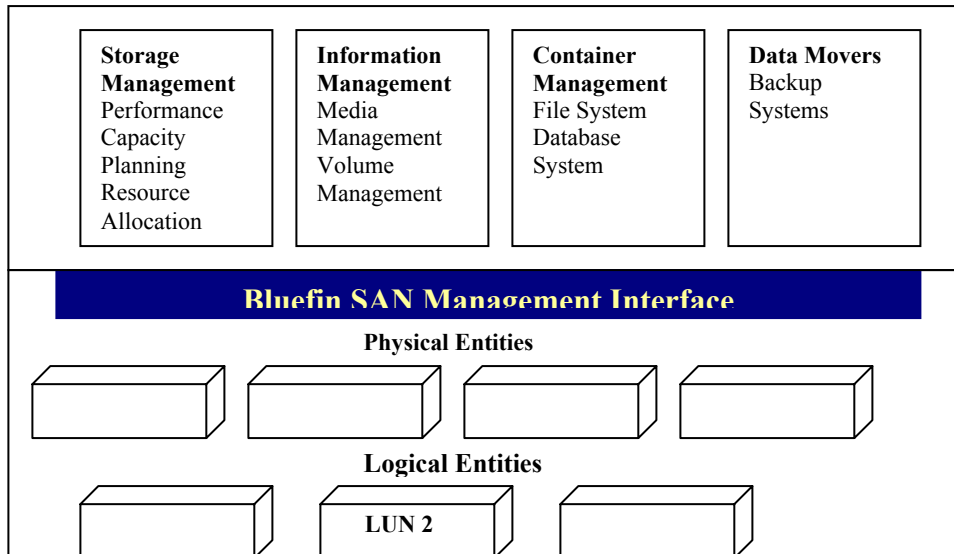 Storage
Management
Performance
Capacity
Planning
Resource
Allocation
Information
Management
Media
Management
Volume
Management
Container
Management
File System
Database
System
Data Movers
Backup
Systems
Bluefin SAN Management Interface
Physical Entities
Logical Entities
LUN 2